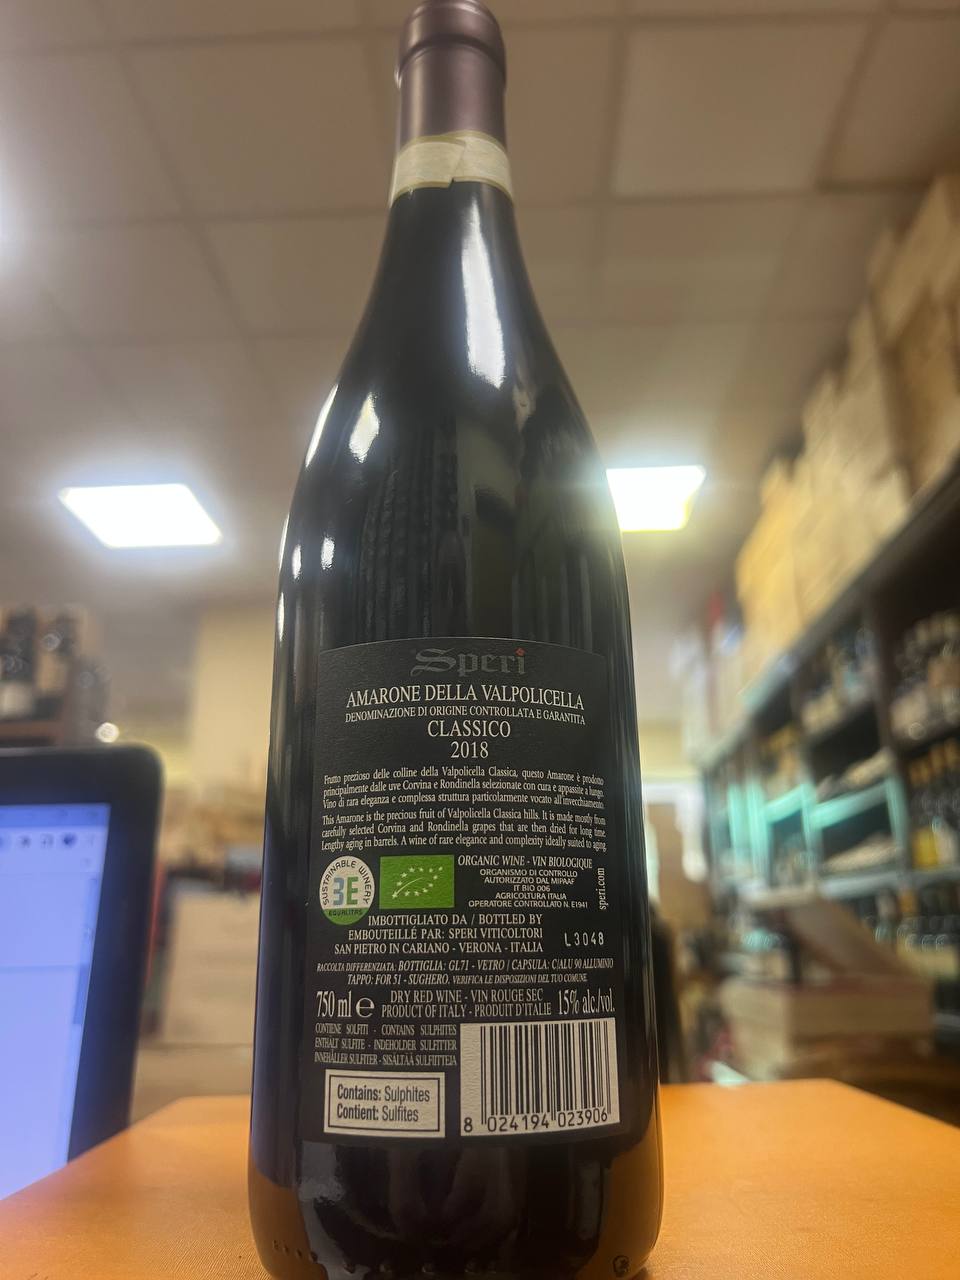 Speri
AMARONE DELLA VALPOLICELLA
DENOMINAZIONE DI ORIGINE CONTROLLATA E GARANTITA
CLASSICO
2018
Frutto prezioso delle colline della Valpolicella Classica, questo Amarone è prodotto
principalmente dalle uve Corvina e Rondinella selezionate con cura e appassite a lungo.
Vino di rara eleganza e complessa struttura particolarmente vocato all'invecchiamento.
This Amarone is the precious fruit of Valpolicella Classica hills. It is made mostly from
carefully selected Corvina and Rondinella grapes that are then dried for long time.
Lengthy aging in barrels. A wine of rare elegance and complexity ideally suited to aging.
SUSTAINABLE WINERY
3E
EQUALITAS
ORGANIC WINE - VIN BIOLOGIQUE
ORGANISMO DI CONTROLLO
AUTORIZZATO DAL MIPAAF
IT BIO 006
AGRICOLTURA ITALIA
OPERATORE CONTROLLATO N. E1941
speri.com
IMBOTTIGLIATO DA / BOTTLED BY
EMBOUTEILLÉ PAR: SPERI VITICOLTORI
SAN PIETRO IN CARIANO - VERONA - ITALIA
L3048
RACCOLTA DIFFERENZIATA: BOTTIGLIA: GL71 - VETRO / CAPSULA: C/ALU 90 ALLUMINIO
TAPPO: FOR 51 - SUGHERO. VERIFICA LE DISPOSIZIONI DEL TUO COMUNE
750 ml e
DRY RED WINE - VIN ROUGE SEC
PRODUCT OF ITALY - PRODUIT D'ITALIE
15% alc./vol.
CONTIENE SOLFITI - CONTAINS SULPHITES
ENTHÄLT SULFITE - INDEHOLDER SULFITTER
INNEHÅLLER SULFITER - SISÄLTÄÄ SULFIITTEJA
Contains: Sulphites
Contient: Sulfites
8 024194 023906